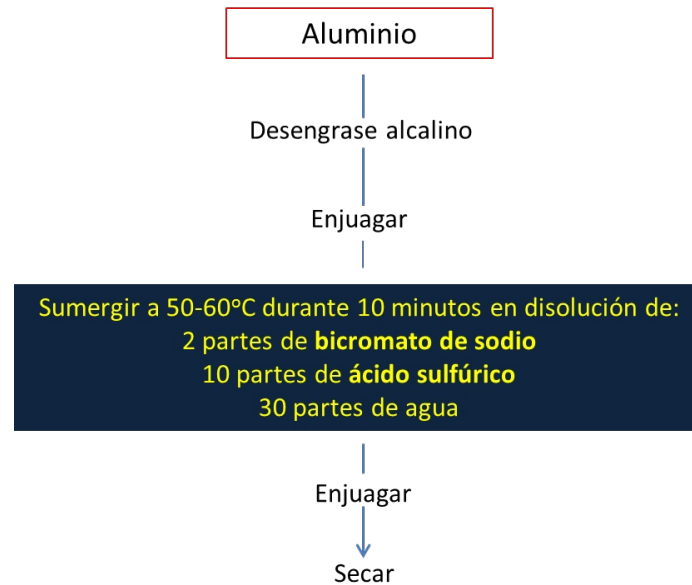 Aluminio
Desengrase alcalino
Enjuagar
Sumergir a 50-60ºC durante 10 minutos en disolución de:
2 partes de bicromato de sodio
10 partes de ácido sulfúrico
30 partes de agua
Enjuagar
Secar